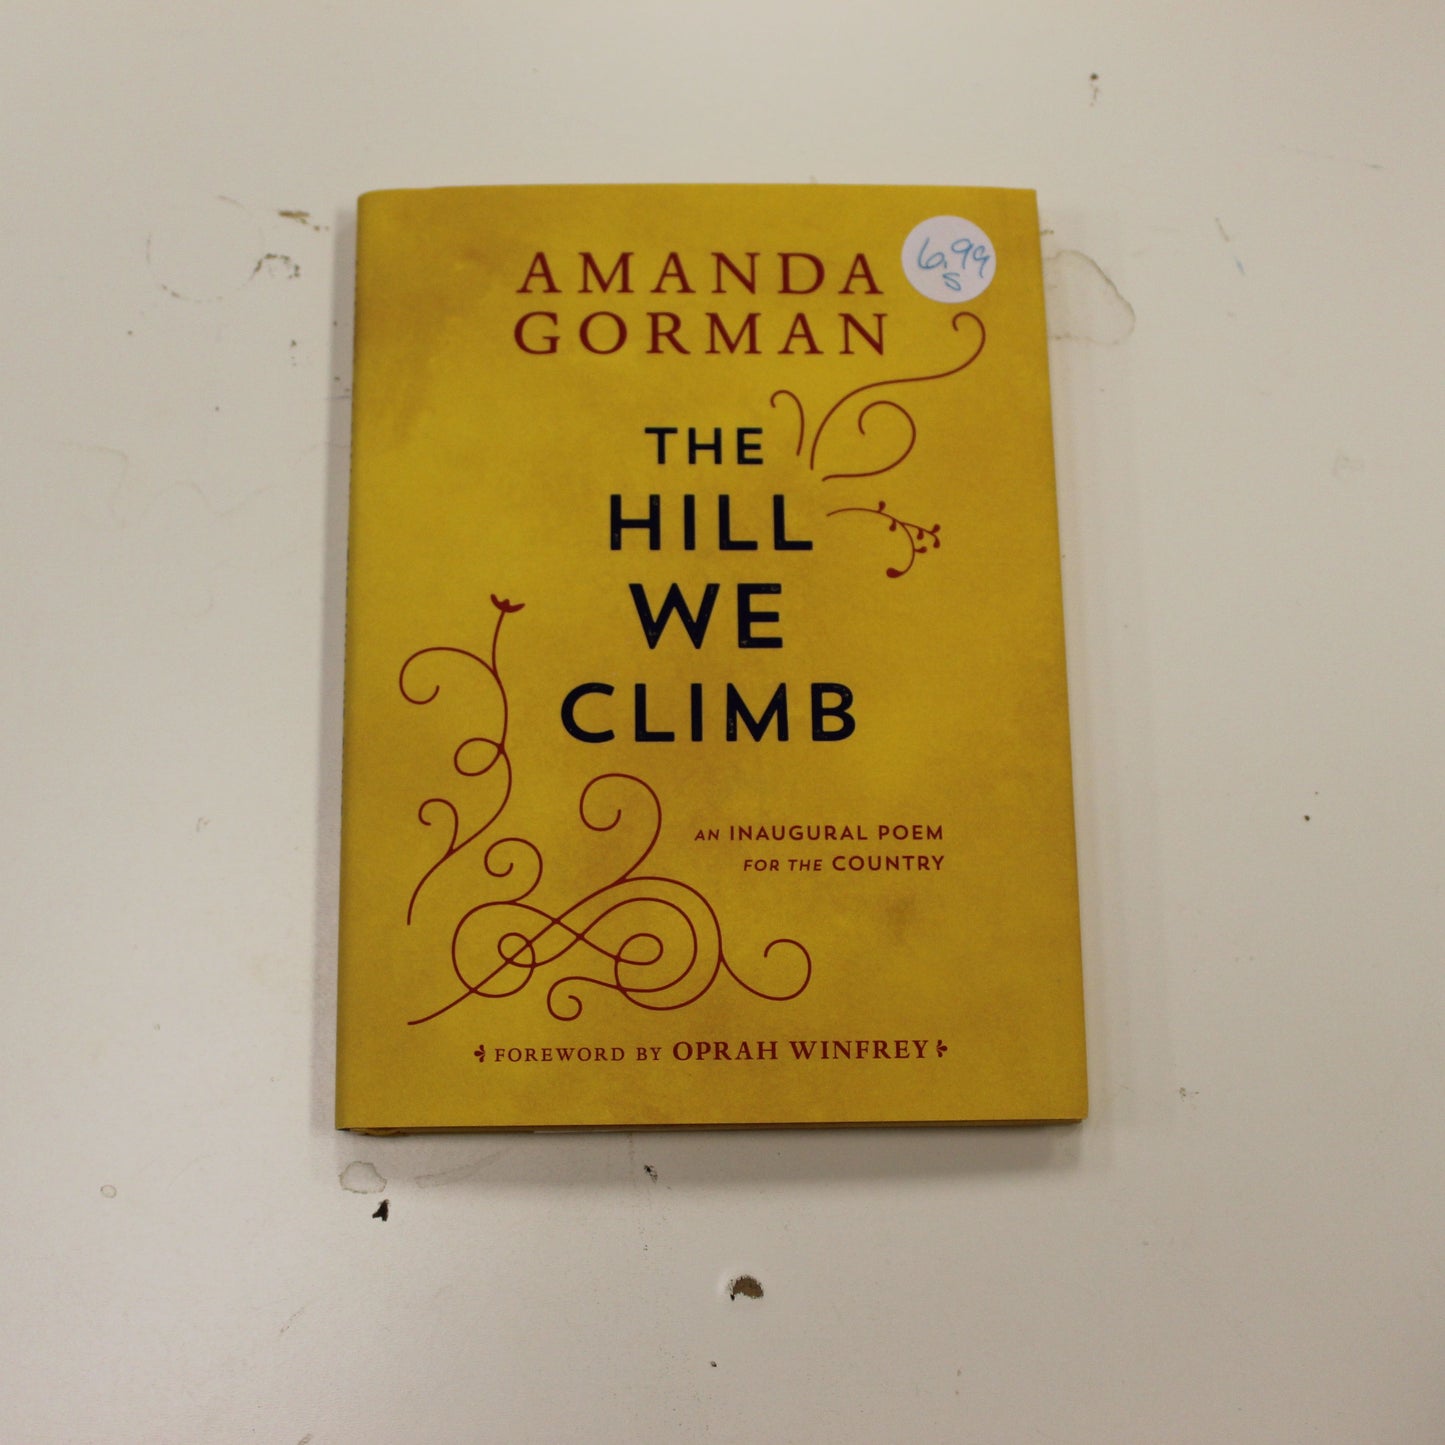 6.99
S
AMANDA
GORMAN
THE
HILL
WE
CLIMB
AN INAUGURAL POEM
FOR THE COUNTRY
FOREWORD BY OPRAH WINFREY